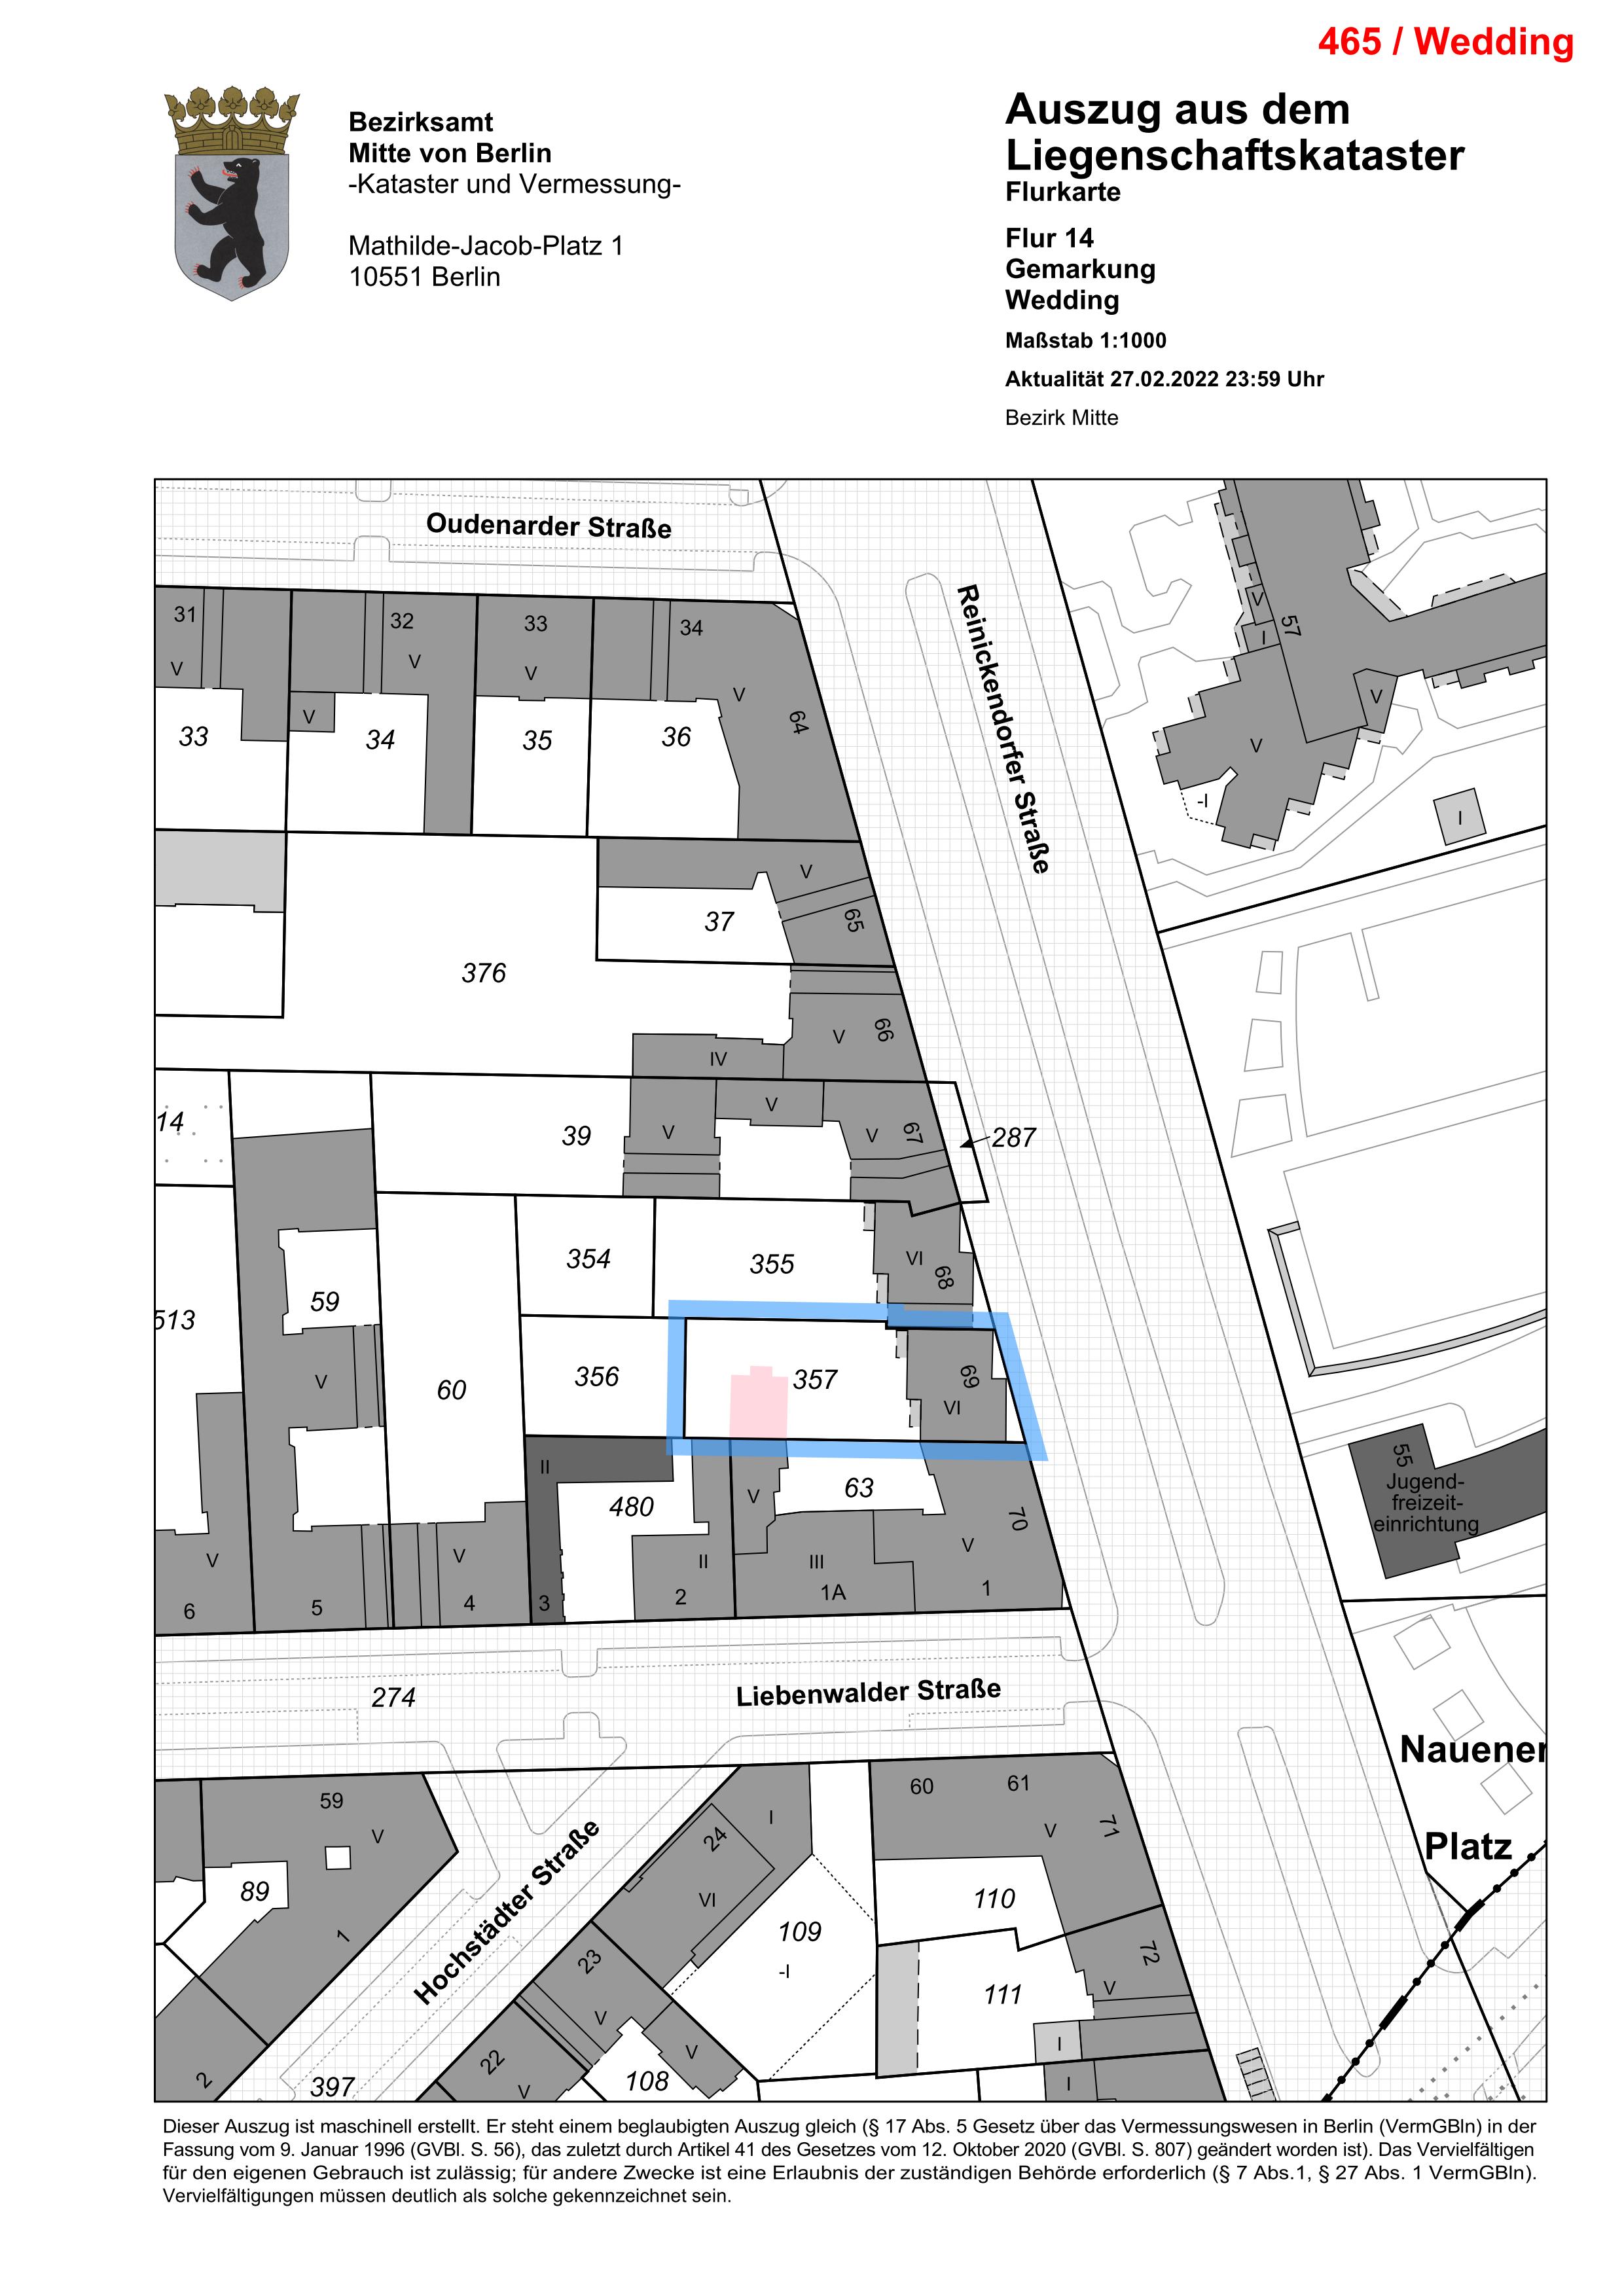 465 / Wedding
Bezirksamt
Mitte von Berlin
-Kataster und Vermessung-
Mathilde-Jacob-Platz 1
10551 Berlin
Auszug aus dem
Liegenschaftskataster
Flurkarte
Flur 14
Gemarkung
Wedding
Maßstab 1:1000
Aktualität 27.02.2022 23:59 Uhr
Bezirk Mitte
Oudenarder Straße
Reinickendorfer Straße
31
32
33
34
V
V
V
V
V
64
33
34
35
36
57
V
I
V
V
-I
I
V
37
65
376
V
66
IV
14
39
V
V
V
67
287
354
355
VI
68
513
59
V
60
356
357
69
VI
II
480
V
63
70
55
Jugend-
freizeit-
einrichtung
V
V
II
III
V
6
5
4
3
2
1A
1
274
Liebenwalder Straße
Nauener
Platz
59
V
89
1
2
Hochstädter Straße
397
24
I
VI
23
V
22
V
V
108
109
-I
60
61
V
71
110
72
V
111
I
I
Dieser Auszug ist maschinell erstellt. Er steht einem beglaubigten Auszug gleich (§ 17 Abs. 5 Gesetz über das Vermessungswesen in Berlin (VermGBln) in der
Fassung vom 9. Januar 1996 (GVBl. S. 56), das zuletzt durch Artikel 41 des Gesetzes vom 12. Oktober 2020 (GVBl. S. 807) geändert worden ist). Das Vervielfältigen
für den eigenen Gebrauch ist zulässig; für andere Zwecke ist eine Erlaubnis der zuständigen Behörde erforderlich (§ 7 Abs.1, § 27 Abs. 1 VermGBln).
Vervielfältigungen müssen deutlich als solche gekennzeichnet sein.